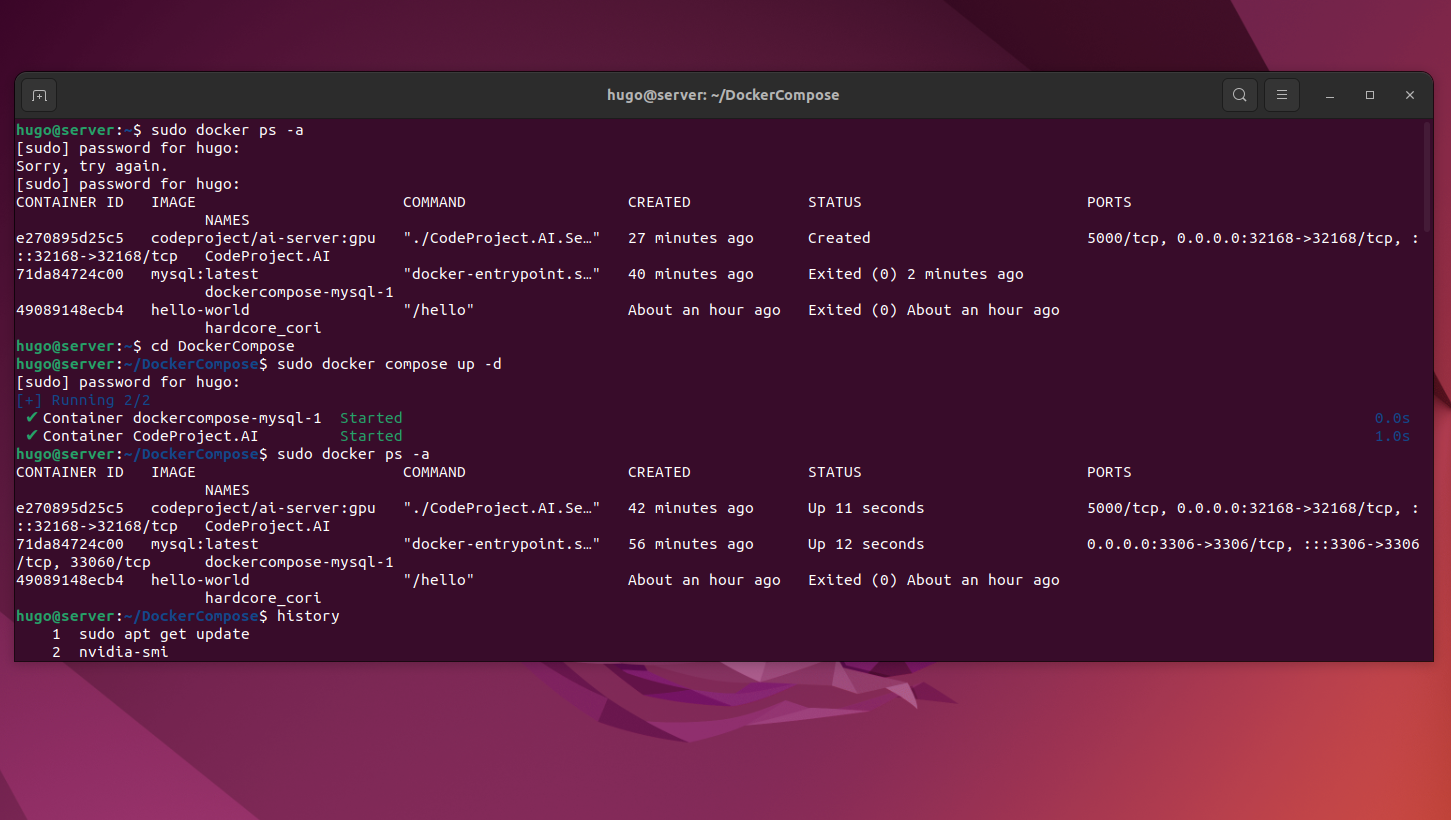 hugo@server: ~/DockerCompose
hugo@server:~$ sudo docker ps -a
[sudo] password for hugo:
Sorry, try again.
[sudo] password for hugo:
CONTAINER ID   IMAGE                       COMMAND                  CREATED             STATUS                         PORTS
                     NAMES
e270895d25c5   codeproject/ai-server:gpu   "./CodeProject.AI.Se…"   27 minutes ago      Created                        5000/tcp, 0.0.0.0:32168->32168/tcp, :
::32168->32168/tcp   CodeProject.AI
71da84724c00   mysql:latest                "docker-entrypoint.s…"   40 minutes ago      Exited (0) 2 minutes ago
                     dockercompose-mysql-1
49089148ecb4   hello-world                 "/hello"                 About an hour ago   Exited (0) About an hour ago
                     hardcore_cori
hugo@server:~$ cd DockerCompose
hugo@server:~/DockerCompose$ sudo docker compose up -d
[sudo] password for hugo:
[+] Running 2/2
 ✔ Container dockercompose-mysql-1  Started  0.0s
 ✔ Container CodeProject.AI         Started  1.0s
hugo@server:~/DockerCompose$ sudo docker ps -a
CONTAINER ID   IMAGE                       COMMAND                  CREATED             STATUS                         PORTS
                     NAMES
e270895d25c5   codeproject/ai-server:gpu   "./CodeProject.AI.Se…"   42 minutes ago      Up 11 seconds                  5000/tcp, 0.0.0.0:32168->32168/tcp, :
::32168->32168/tcp   CodeProject.AI
71da84724c00   mysql:latest                "docker-entrypoint.s…"   56 minutes ago      Up 12 seconds                  0.0.0.0:3306->3306/tcp, :::3306->3306
/tcp, 33060/tcp      dockercompose-mysql-1
49089148ecb4   hello-world                 "/hello"                 About an hour ago   Exited (0) About an hour ago
                     hardcore_cori
hugo@server:~/DockerCompose$ history
    1  sudo apt get update
    2  nvidia-smi